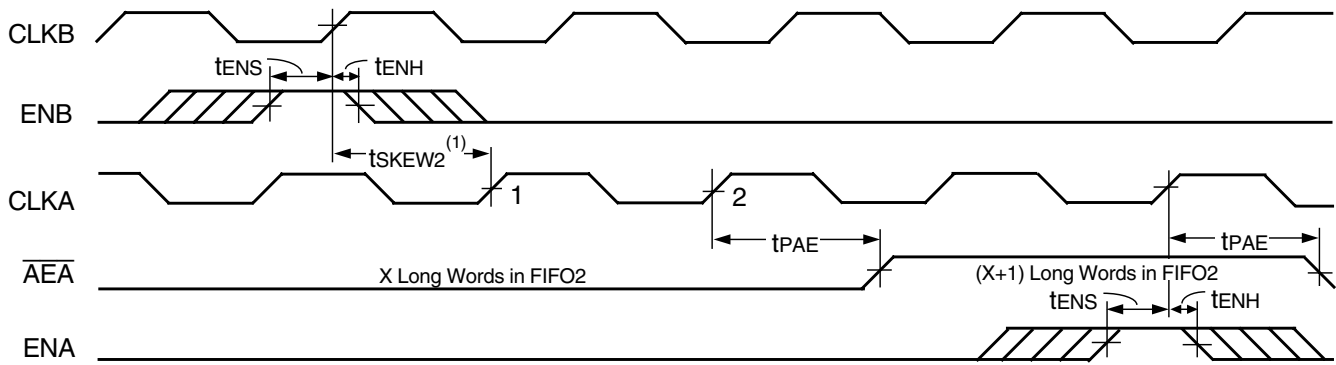 CLKB
tENS
tENH
ENB
tSKEW2 (1)
CLKA
1
2
tPAE
tPAE
AEA
X Long Words in FIFO2
(X+1) Long Words in FIFO2
tENS
tENH
ENA